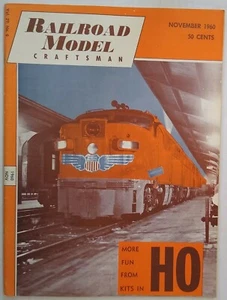 RAILROAD
MODEL
CRAFTSMAN
NOVEMBER 1960
50 CENTS
MORE
FUN
FROM
KITS IN
HO